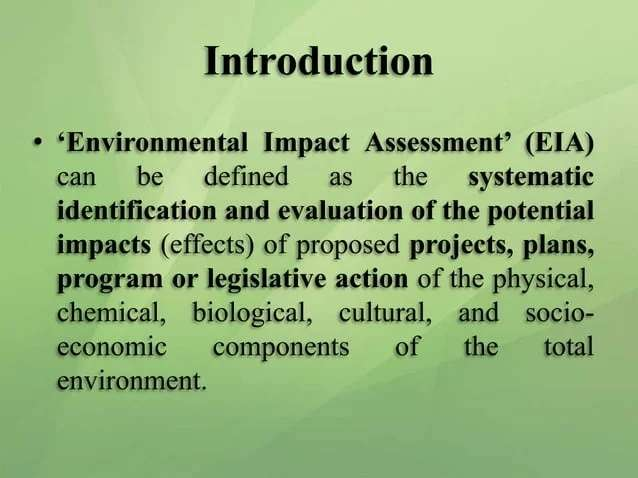 Introduction
• ‘Environmental Impact Assessment’ (EIA)
can be defined as the systematic
identification and evaluation of the potential
impacts (effects) of proposed projects, plans,
program or legislative action of the physical,
chemical, biological, cultural, and socio-
economic components of the total
environment.